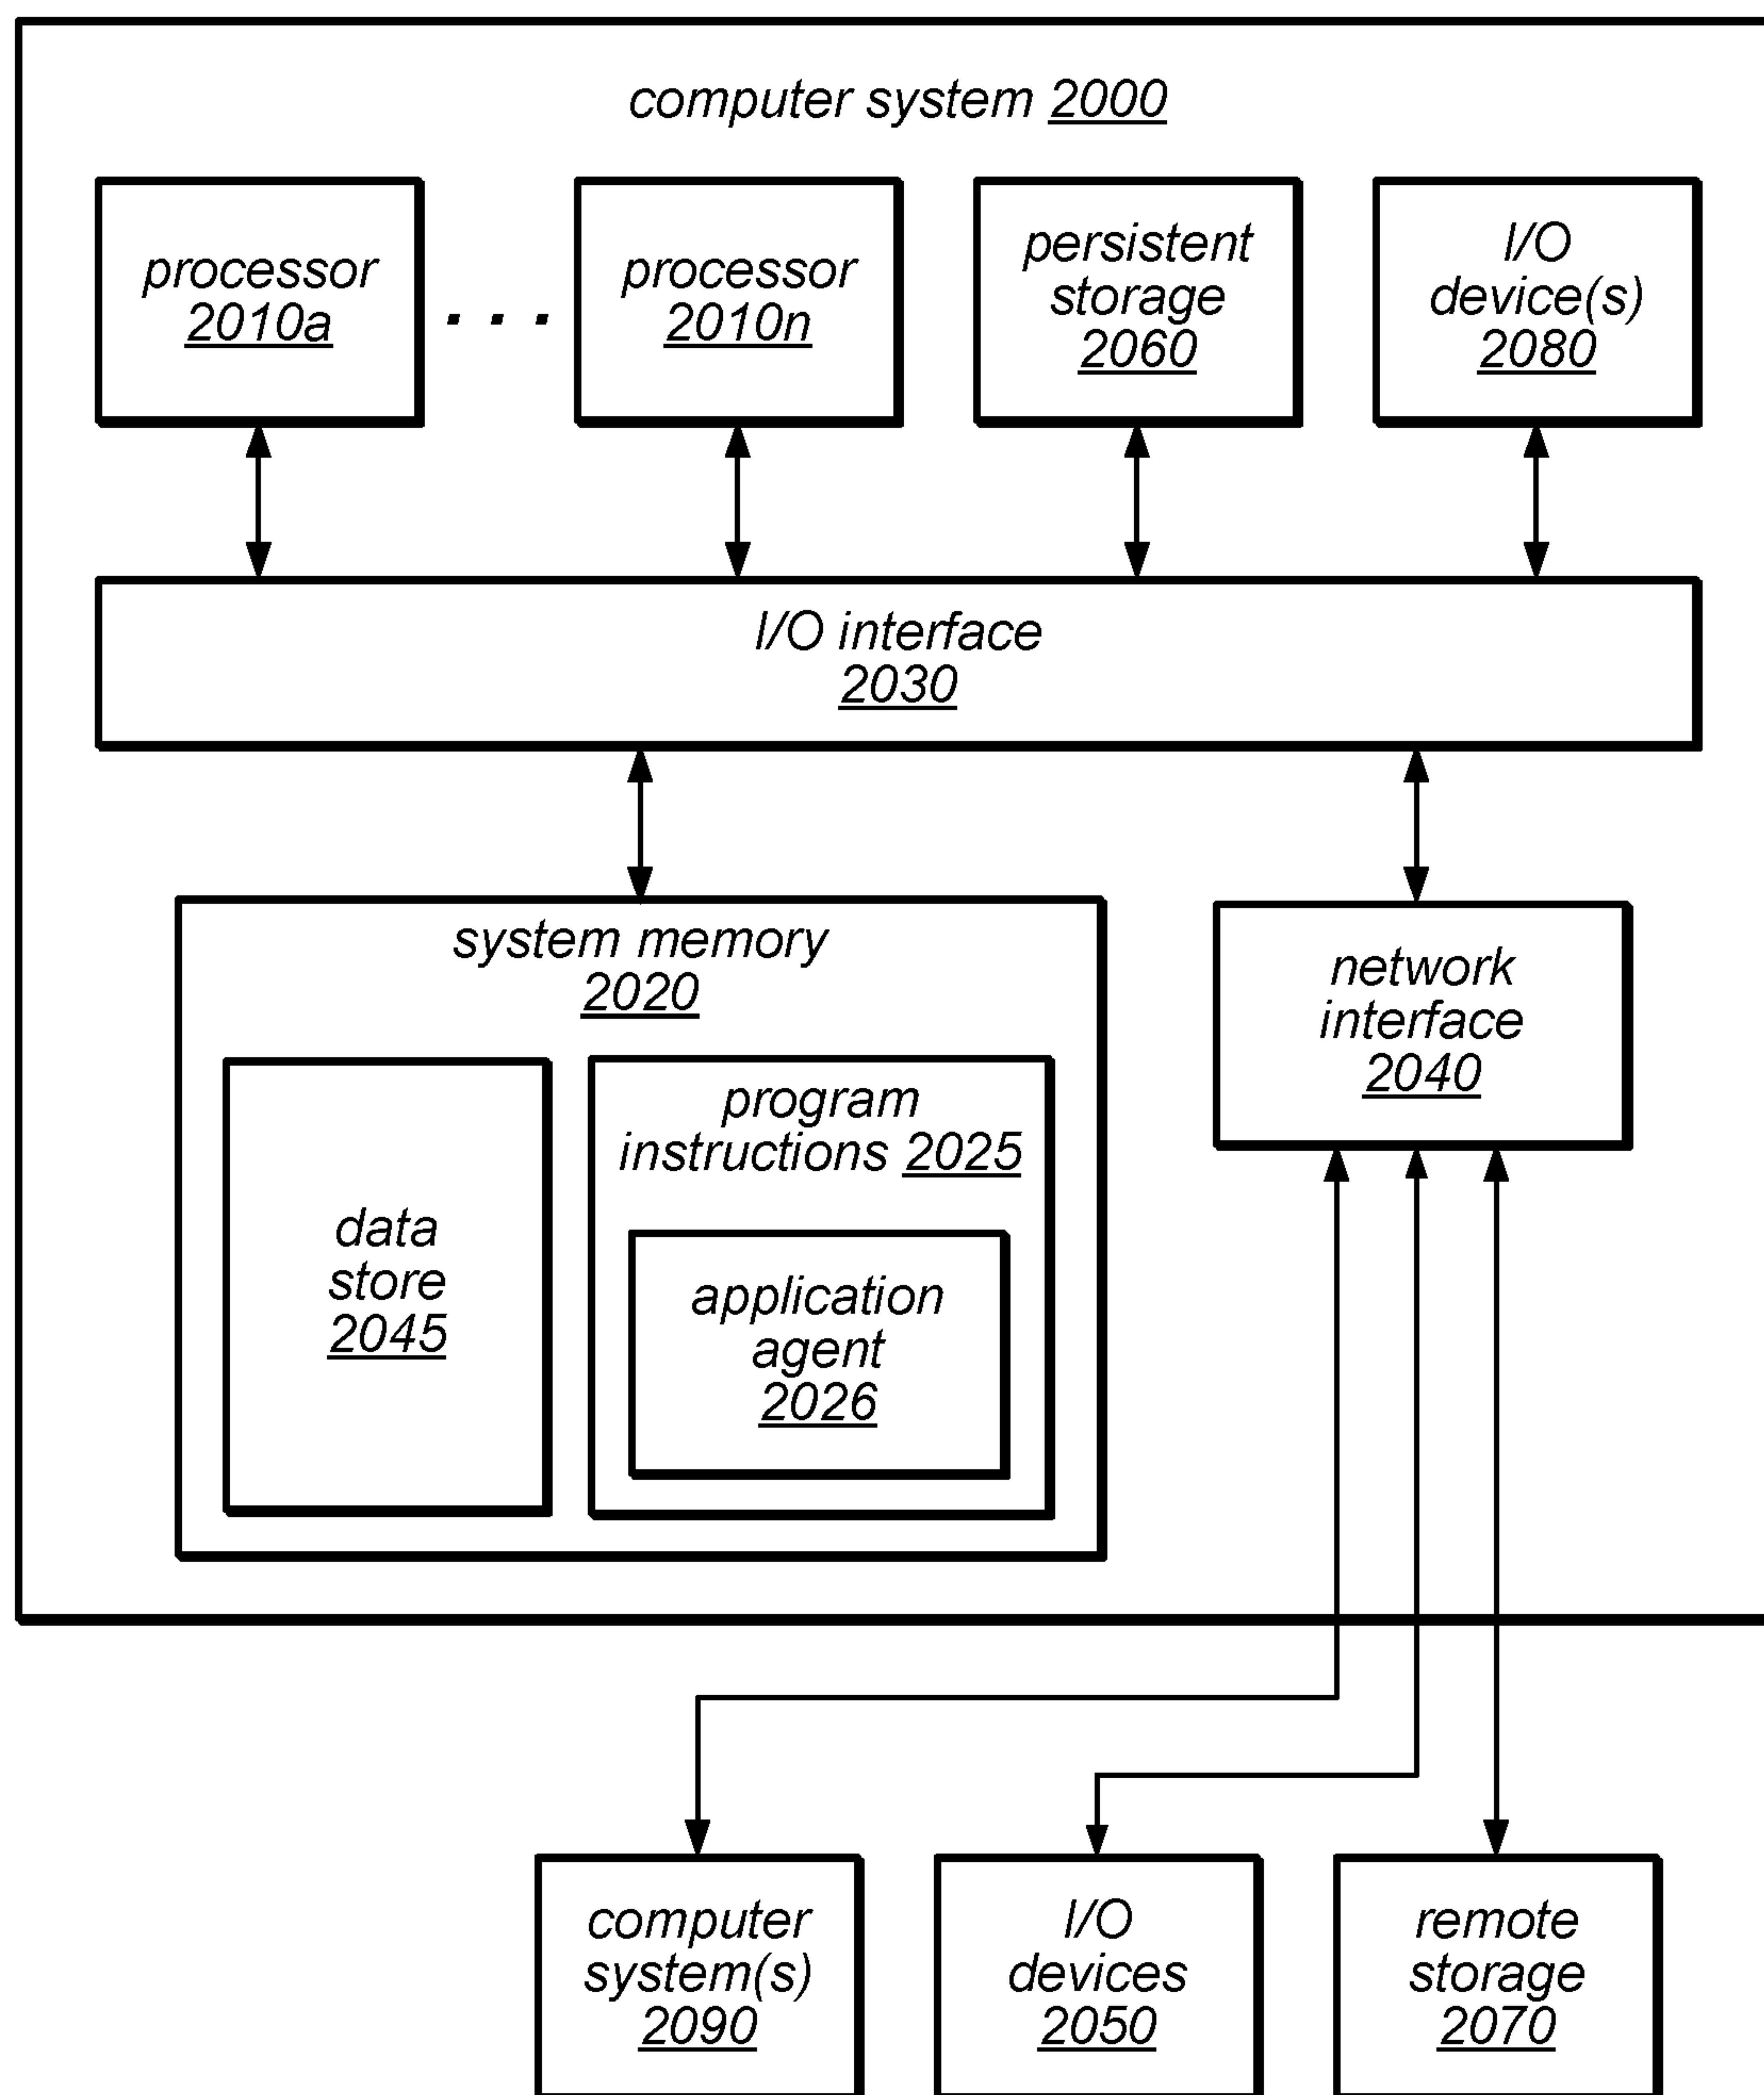 computer system 2000
processor
2010a
. . .
processor
2010n
persistent
storage
2060
I/O
device(s)
2080
I/O interface
2030
system memory
2020
data
store
2045
program
instructions 2025
application
agent
2026
network
interface
2040
computer
system(s)
2090
I/O
devices
2050
remote
storage
2070